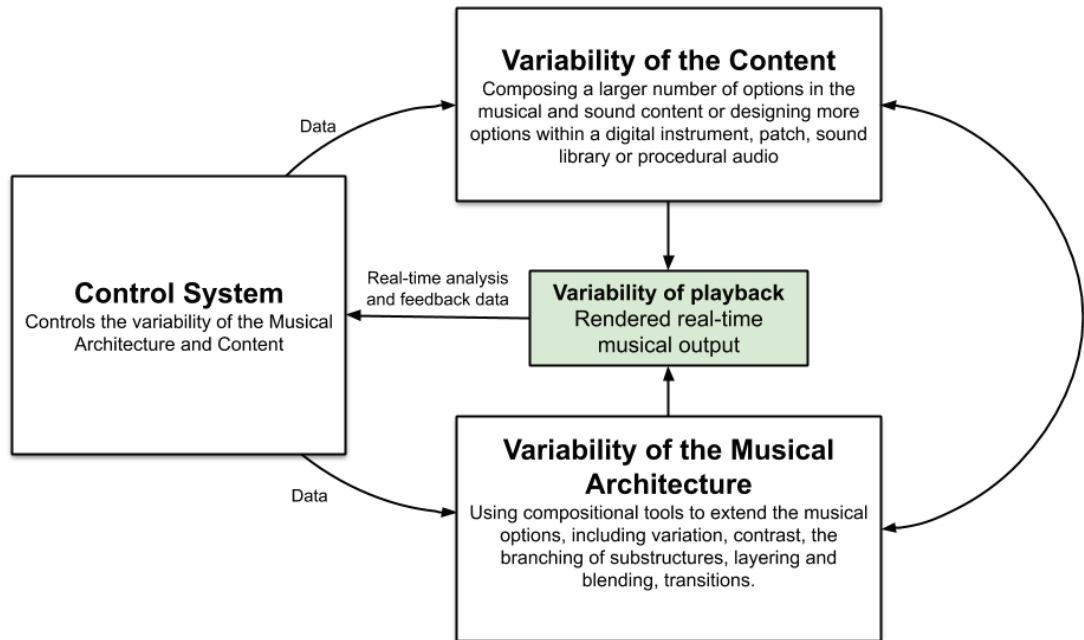 Variability of the Content
Composing a larger number of options in the
musical and sound content or designing more
options within a digital instrument, patch, sound
library or procedural audio
Data
Control System
Controls the variability of the Musical
Architecture and Content
Real-time analysis
and feedback data
Variability of playback
Rendered real-time
musical output
Data
Variability of the Musical
Architecture
Using compositional tools to extend the musical
options, including variation, contrast, the
branching of substructures, layering and
blending, transitions.